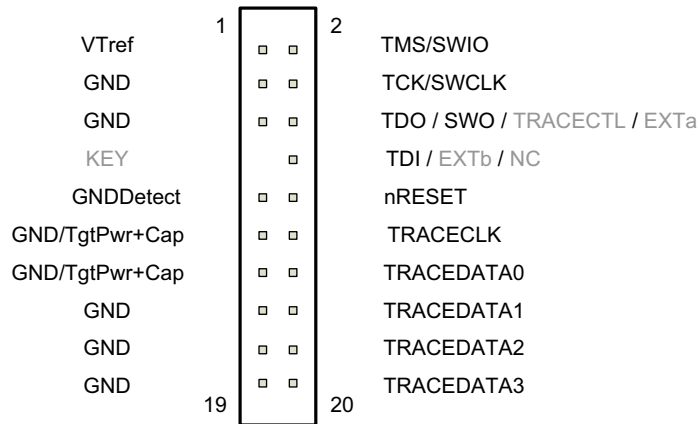 1 2
VTref TMS/SWIO
GND TCK/SWCLK
GND TDO / SWO / TRACECTL / EXTa
KEY TDI / EXTb / NC
GNDDetect nRESET
GND/TgtPwr+Cap TRACECLK
GND/TgtPwr+Cap TRACEDATA0
GND TRACEDATA1
GND TRACEDATA2
GND TRACEDATA3
19 20